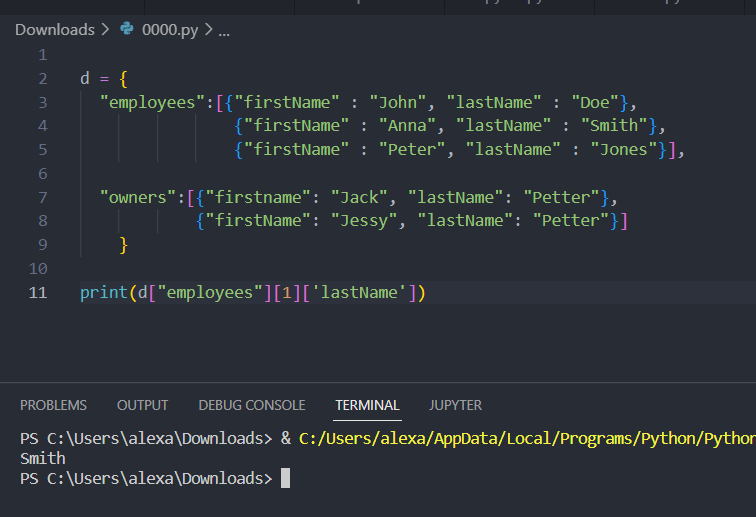 Downloads > 0000.py > ...
1
2 d = {
3 "employees":[{"firstName" : "John", "lastName" : "Doe"},
4 {"firstName" : "Anna", "lastName" : "Smith"},
5 {"firstName" : "Peter", "lastName" : "Jones"}],
6
7 "owners":[{"firstname": "Jack", "lastName": "Petter"},
8 {"firstName": "Jessy", "lastName": "Petter"}]
9 }
10
11 print(d["employees"][1]['lastName'])
PROBLEMS OUTPUT DEBUG CONSOLE TERMINAL JUPYTER
PS C:\Users\alexa\Downloads> & C:/Users/alexa/AppData/Local/Programs/Python/Python
Smith
PS C:\Users\alexa\Downloads>